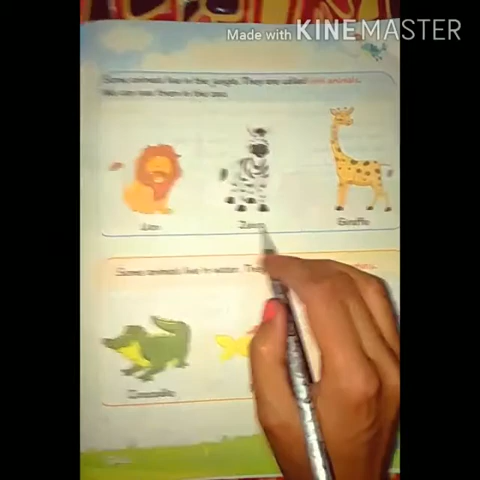 Made with KINEMASTER
Some animals live in the jungle. They are called wild animals.
We can see them in the zoo.
Lion
Giraffe
Some animals live in water. They
Crocodile